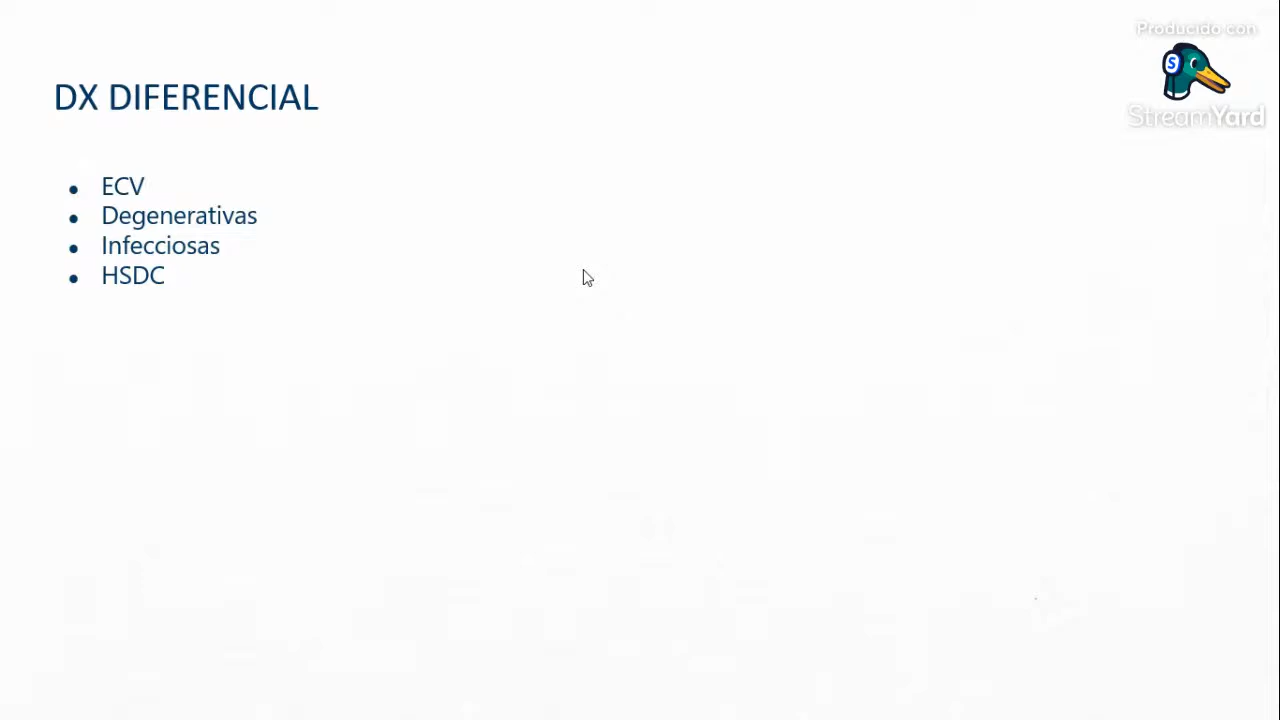 Producido con
StreamYard
DX DIFERENCIAL
● ECV
● Degenerativas
● Infecciosas
● HSDC